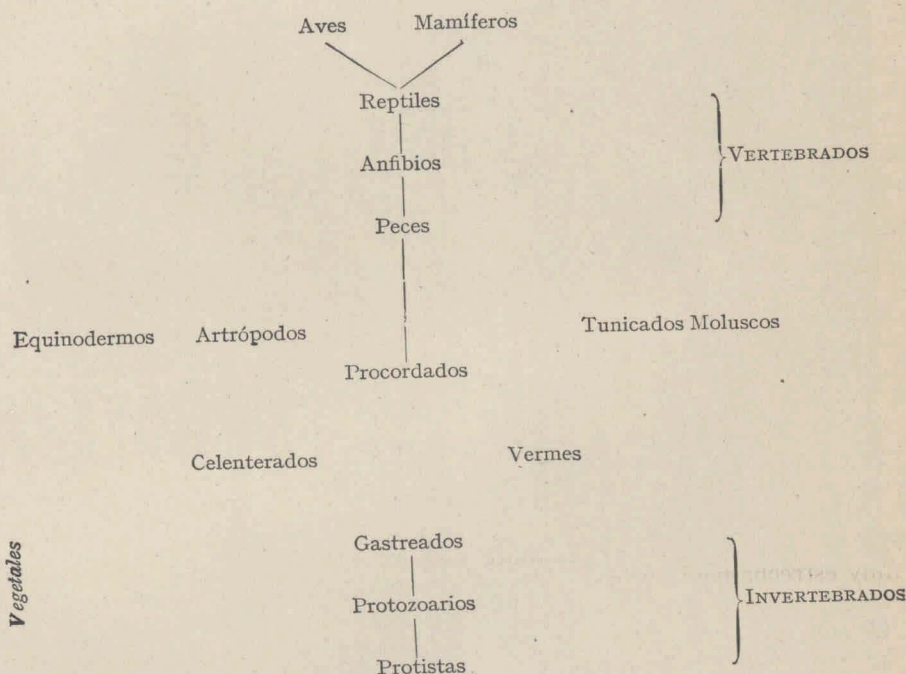 Aves Mamíferos
Reptiles
Anfibios
VERTEBRADOS
Peces
Equinodermos Artrópodos Tunicados Moluscos
Procordados
Celenterados Vermes
Vegetales
Gastreados
Protozoarios
INVERTEBRADOS
Protistas